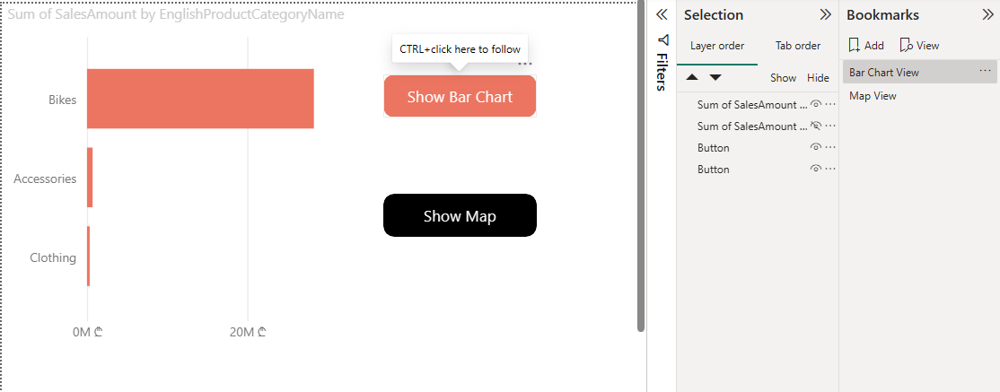 Sum of SalesAmount by EnglishProductCategoryName
Bikes
Accessories
Clothing
0M ₾
20M ₾
CTRL+click here to follow
Show Bar Chart
Show Map
Filters
Selection
Layer order
Tab order
Show
Hide
Sum of SalesAmount ...
Sum of SalesAmount ...
Button
Button
Bookmarks
Add
View
Bar Chart View
Map View